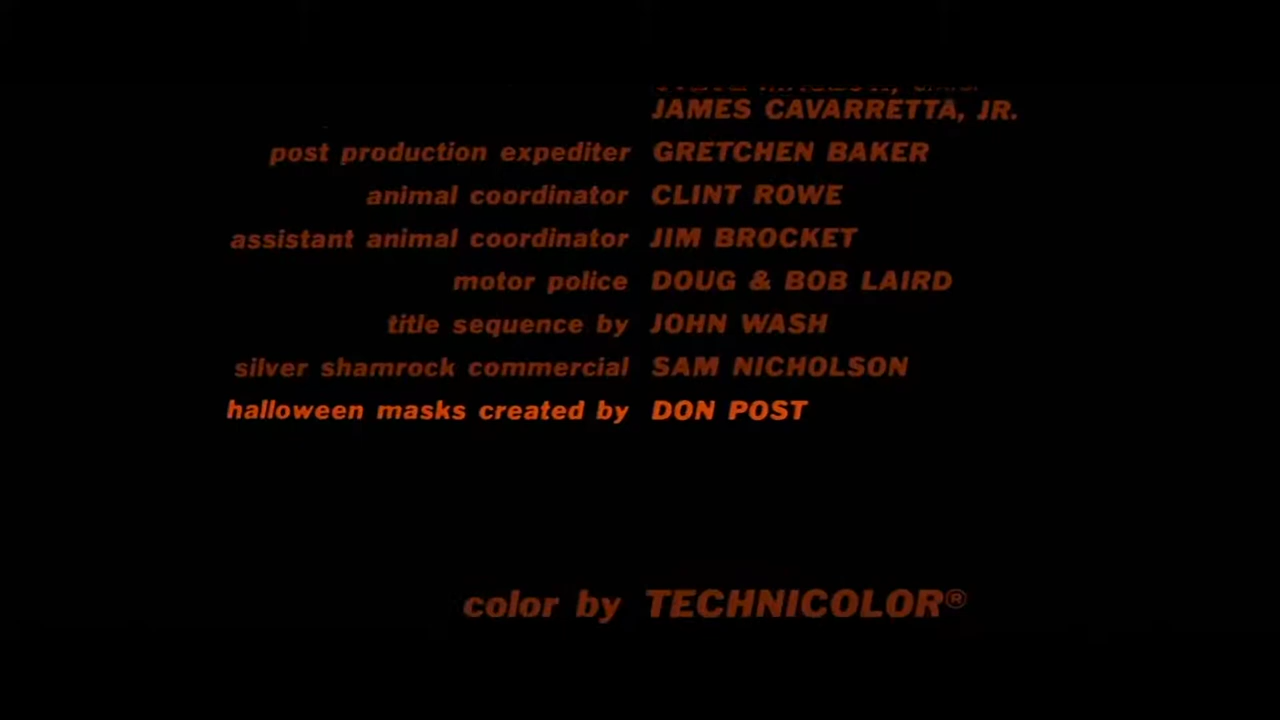 JAMES CAVARRETTA, JR.
post production expediter GRETCHEN BAKER
animal coordinator CLINT ROWE
assistant animal coordinator JIM BROCKET
motor police DOUG & BOB LAIRD
title sequence by JOHN WASH
silver shamrock commercial SAM NICHOLSON
halloween masks created by DON POST
color by TECHNICOLOR®